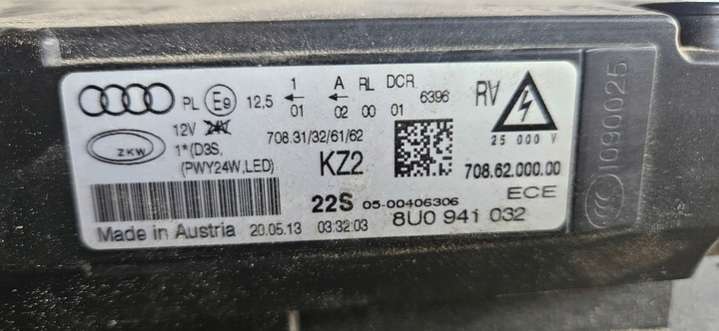 PL E9 12,5 ← 1 ← A RL DCR
01 02 00 01 6396 RV
12V 24V 708.31/32/61/62 25 000 V
ZKW 1*(D3S, KZ2 708.62.000.00
(PWY24W,LED)
22S 05-00406306 ECE
Made in Austria 20.05.13 03:32:03 8U0 941 032
1090025